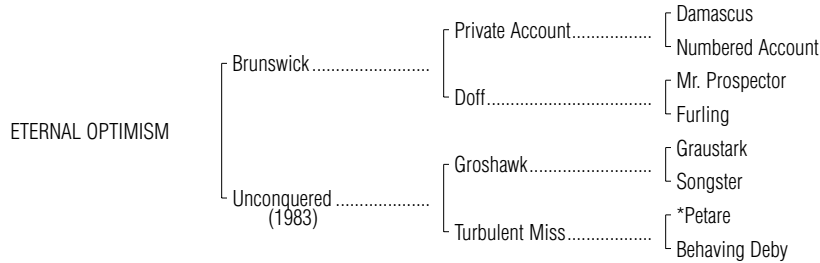 Damascus
Private Account..................
Numbered Account
Brunswick..........................
Mr. Prospector
Doff.....................................
Furling
ETERNAL OPTIMISM
Graustark
Groshawk............................
Songster
Unconquered .....................
(1983)
*Petare
Turbulent Miss...................
Behaving Deby